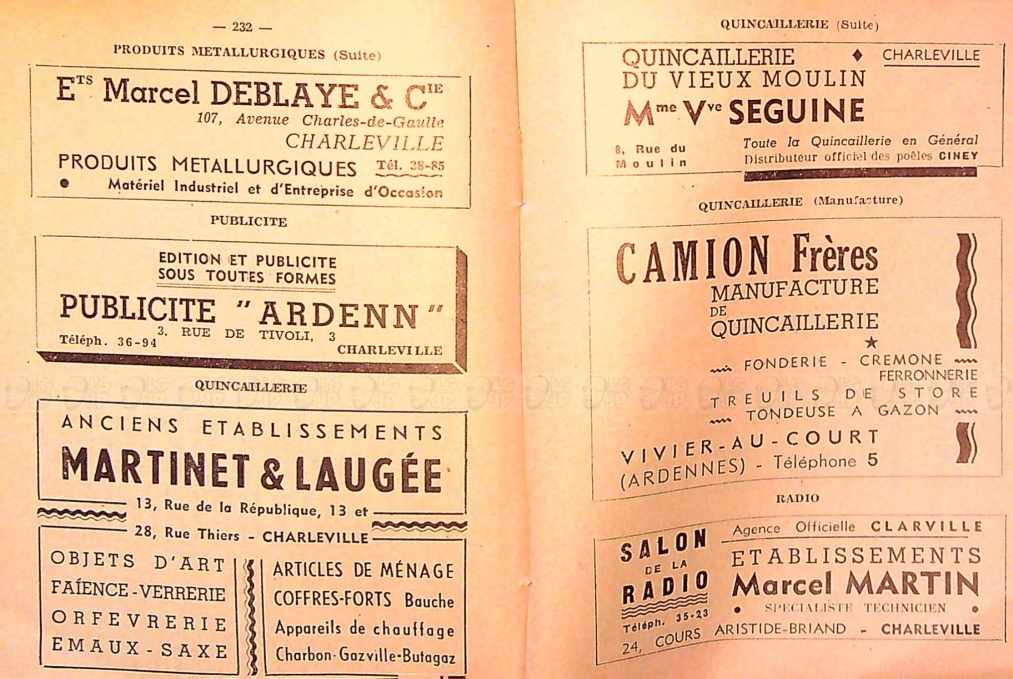 — 232 —
PRODUITS METALLURGIQUES (Suite)
ETS Marcel DEBLAYE & CIE
107, Avenue Charles-de-Gaulle
CHARLEVILLE
PRODUITS METALLURGIQUES Tél. 38-85
● Matériel Industriel et d'Entreprise d'Occasion
PUBLICITE
EDITION ET PUBLICITE
SOUS TOUTES FORMES
PUBLICITE "ARDENN"
Téléph. 36-94 3, RUE DE TIVOLI, 3
CHARLEVILLE
QUINCAILLERIE
ANCIENS ETABLISSEMENTS
MARTINET & LAUGÉE
13, Rue de la République, 13 et
28, Rue Thiers - CHARLEVILLE
OBJETS D'ART
FAÍENCE-VERRERIE
ORFEVRERIE
EMAUX-SAXE
ARTICLES DE MÉNAGE
COFFRES-FORTS Bauche
Appareils de chauffage
Charbon-Gazville-Butagaz
QUINCAILLERIE (Suite)
QUINCAILLERIE ♦ CHARLEVILLE
DU VIEUX MOULIN
Mme Vve SEGUINE
8, Rue du
Moulin
Toute la Quincaillerie en Général
Distributeur officiel des poêles CINEY
QUINCAILLERIE (Manufacture)
CAMION Frères
MANUFACTURE
DE
QUINCAILLERIE
★
FONDERIE - CREMONE
FERRONNERIE
TREUILS DE STORE
TONDEUSE A GAZON
VIVIER-AU-COURT
(ARDENNES) - Téléphone 5
RADIO
SALON
DE LA
RADIO
Téléph. 35-23
Agence Officielle CLARVILLE
ETABLISSEMENTS
Marcel MARTIN
● SPECIALISTE TECHNICIEN ●
24, COURS ARISTIDE-BRIAND - CHARLEVILLE